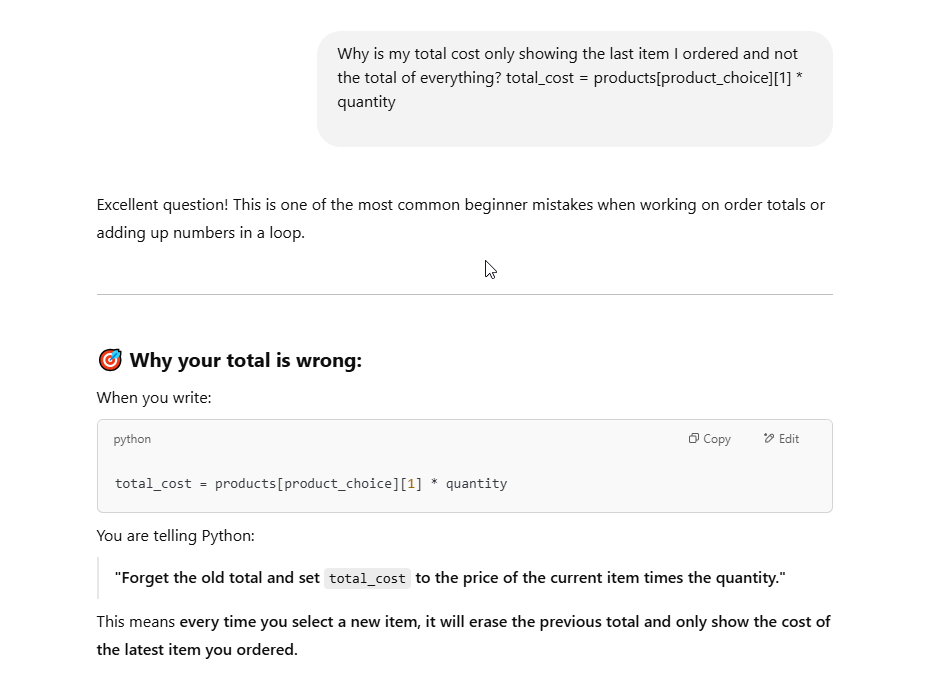 Why is my total cost only showing the last item I ordered and not
the total of everything? total_cost = products[product_choice][1] *
quantity
Excellent question! This is one of the most common beginner mistakes when working on order totals or
adding up numbers in a loop.
🎯 Why your total is wrong:
When you write:
python Copy Edit
total_cost = products[product_choice][1] * quantity
You are telling Python:
"Forget the old total and set total_cost to the price of the current item times the quantity."
This means every time you select a new item, it will erase the previous total and only show the cost of
the latest item you ordered.